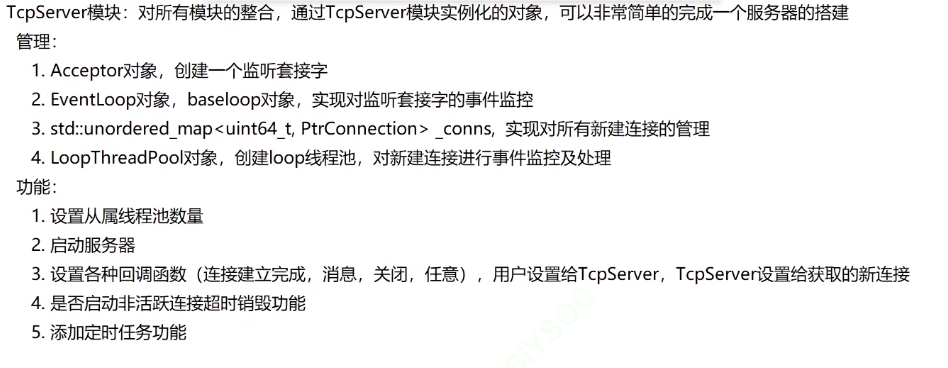 TcpServer模块：对所有模块的整合，通过TcpServer模块实例化的对象，可以非常简单的完成一个服务器的搭建
管理：
1. Acceptor对象，创建一个监听套接字
2. EventLoop对象，baseloop对象，实现对监听套接字的事件监控
3. std::unordered_map<uint64_t, PtrConnection> _conns, 实现对所有新建连接的管理
4. LoopThreadPool对象，创建loop线程池，对新建连接进行事件监控及处理
功能：
1. 设置从属线程池数量
2. 启动服务器
3. 设置各种回调函数（连接建立完成，消息，关闭，任意），用户设置给TcpServer，TcpServer设置给获取的新连接
4. 是否启动非活跃连接超时销毁功能
5. 添加定时任务功能